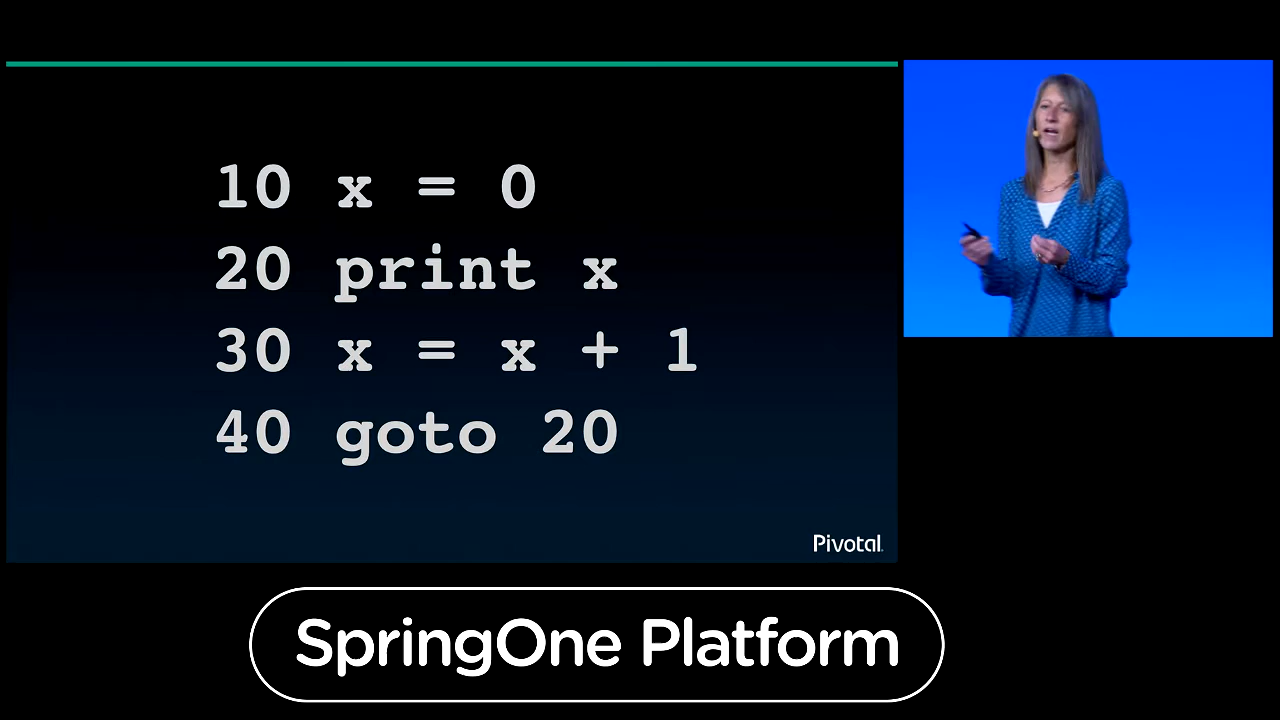 10 x = 0
20 print x
30 x = x + 1
40 goto 20
Pivotal
SpringOne Platform